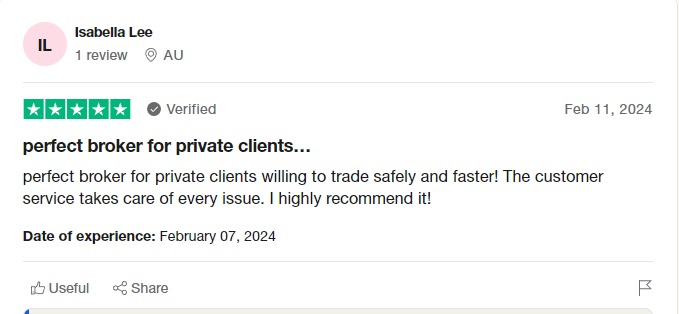 IL
Isabella Lee
1 review AU
Verified
Feb 11, 2024
perfect broker for private clients…
perfect broker for private clients willing to trade safely and faster! The customer
service takes care of every issue. I highly recommend it!
Date of experience: February 07, 2024
Useful Share